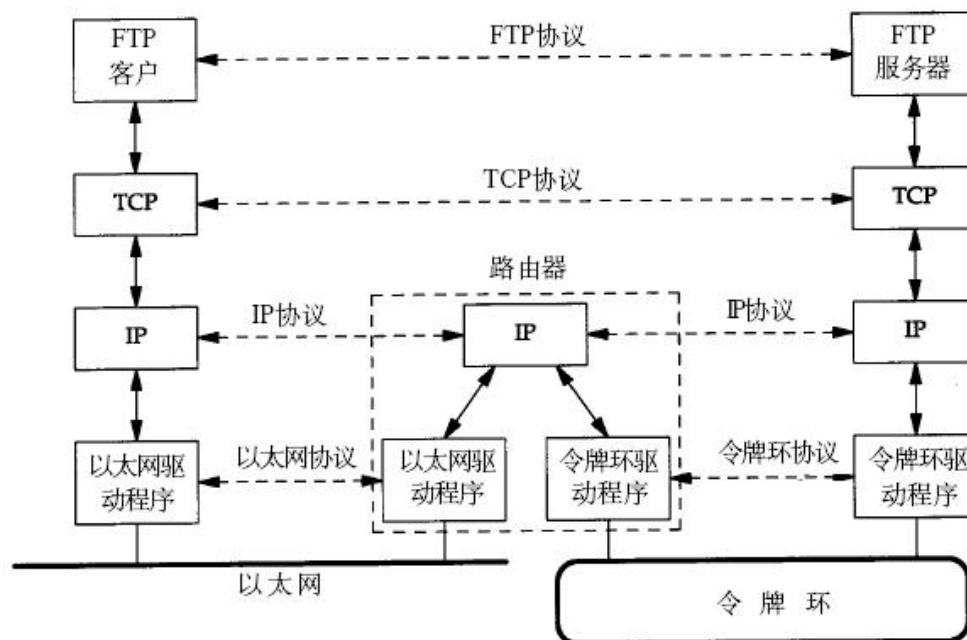 FTP
客户
FTP协议
FTP
服务器
TCP
TCP协议
TCP
路由器
IP
IP协议
IP
IP协议
IP
以太网驱
动程序
以太网协议
以太网驱
动程序
令牌环驱
动程序
令牌环协议
令牌环驱
动程序
以太网
令牌环